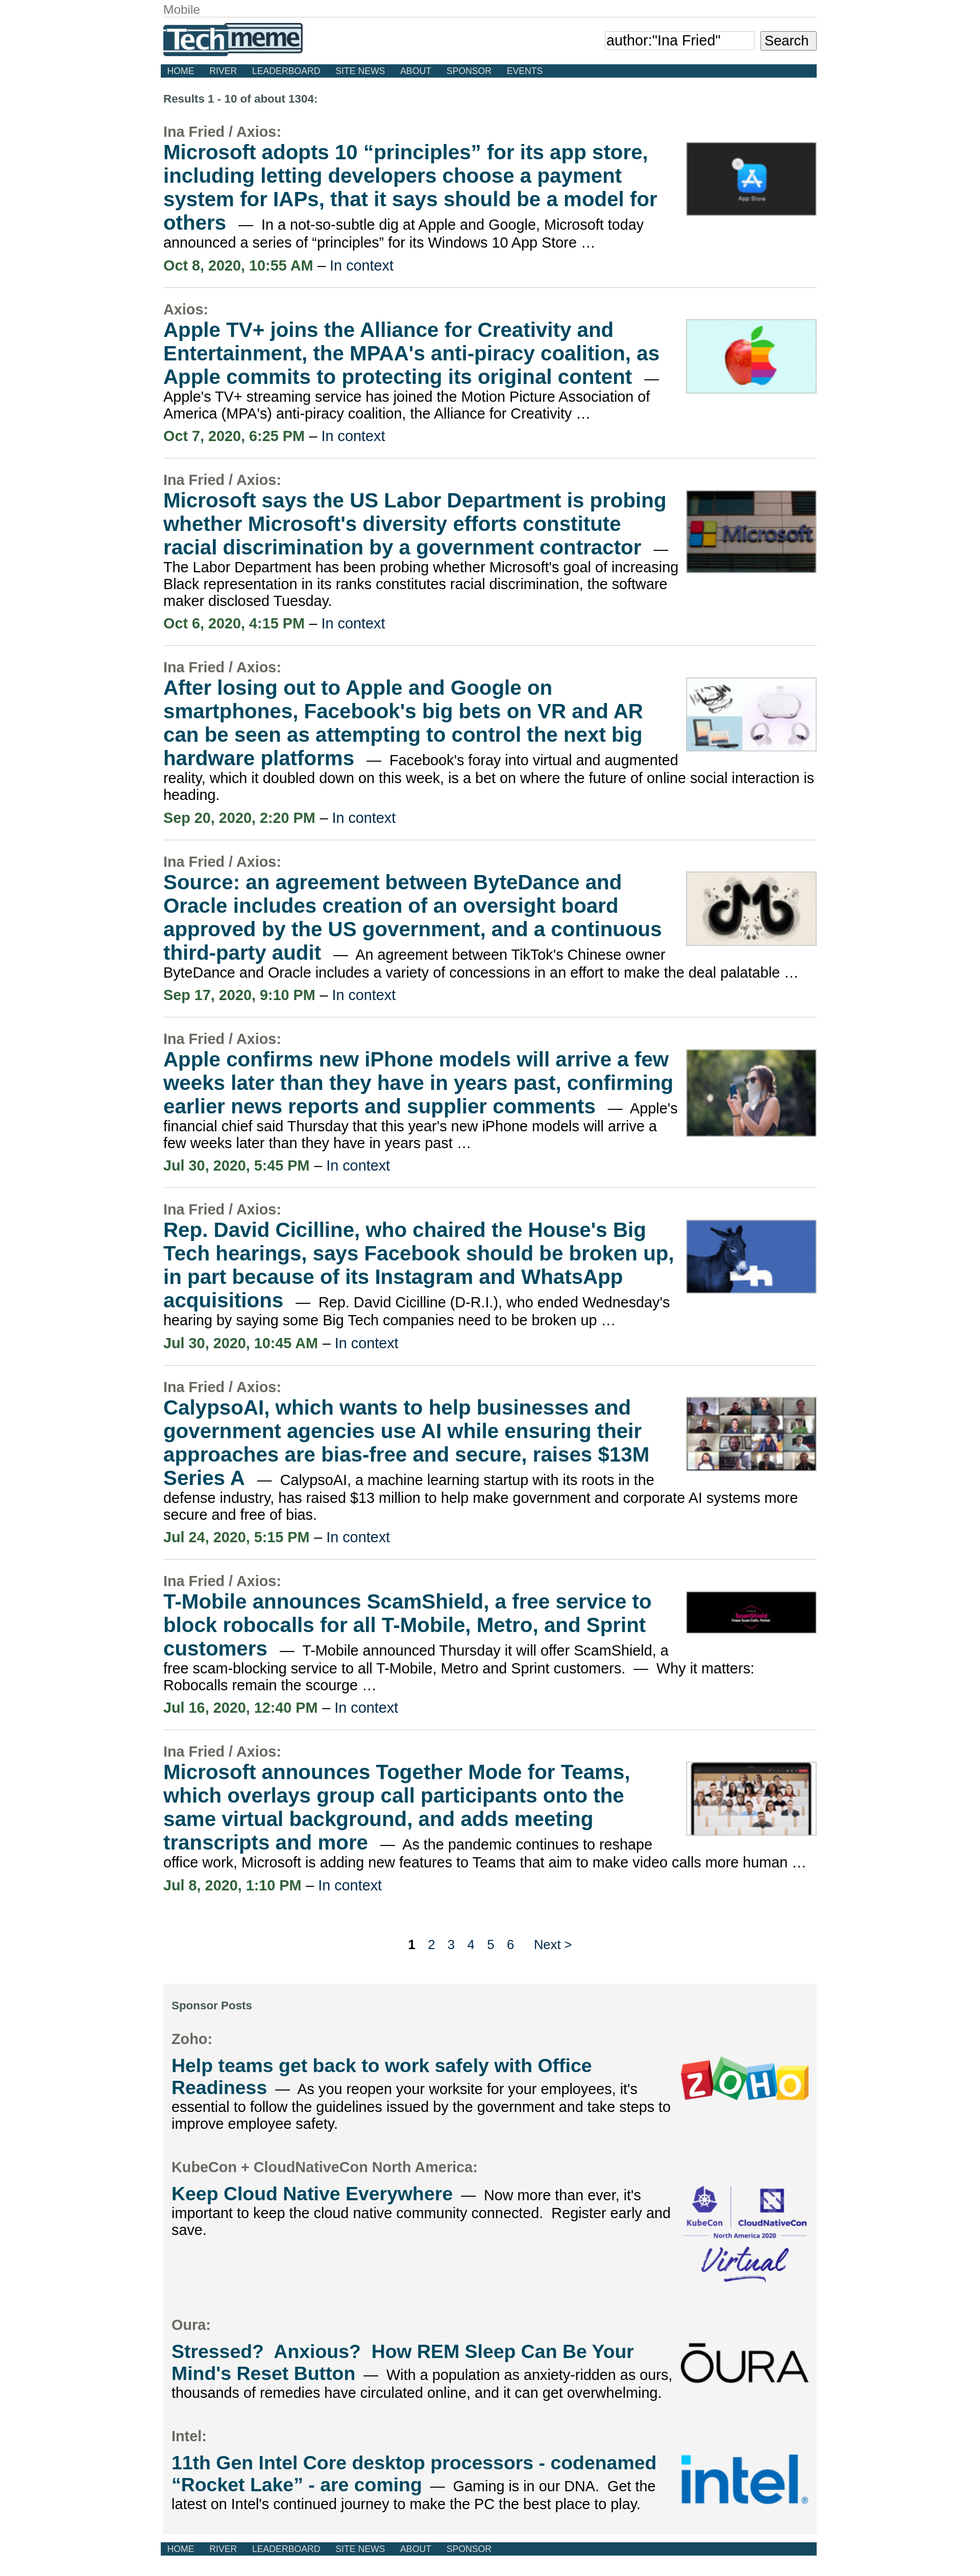 Mobile
Techmeme
author:"Ina Fried" Search
HOME RIVER LEADERBOARD SITE NEWS ABOUT SPONSOR EVENTS
Results 1 - 10 of about 1304:
Ina Fried / Axios:
Microsoft adopts 10 “principles” for its app store,
including letting developers choose a payment
system for IAPs, that it says should be a model for
others — In a not-so-subtle dig at Apple and Google, Microsoft today
announced a series of “principles” for its Windows 10 App Store …
App Store
Oct 8, 2020, 10:55 AM – In context
Axios:
Apple TV+ joins the Alliance for Creativity and
Entertainment, the MPAA's anti-piracy coalition, as
Apple commits to protecting its original content —
Apple's TV+ streaming service has joined the Motion Picture Association of
America (MPA's) anti-piracy coalition, the Alliance for Creativity …
Oct 7, 2020, 6:25 PM – In context
Ina Fried / Axios:
Microsoft says the US Labor Department is probing
whether Microsoft's diversity efforts constitute
racial discrimination by a government contractor —
The Labor Department has been probing whether Microsoft's goal of increasing
Black representation in its ranks constitutes racial discrimination, the software
maker disclosed Tuesday.
Microsoft
Oct 6, 2020, 4:15 PM – In context
Ina Fried / Axios:
After losing out to Apple and Google on
smartphones, Facebook's big bets on VR and AR
can be seen as attempting to control the next big
hardware platforms — Facebook's foray into virtual and augmented
reality, which it doubled down on this week, is a bet on where the future of online social interaction is
heading.
Sep 20, 2020, 2:20 PM – In context
Ina Fried / Axios:
Source: an agreement between ByteDance and
Oracle includes creation of an oversight board
approved by the US government, and a continuous
third-party audit — An agreement between TikTok's Chinese owner
ByteDance and Oracle includes a variety of concessions in an effort to make the deal palatable …
Sep 17, 2020, 9:10 PM – In context
Ina Fried / Axios:
Apple confirms new iPhone models will arrive a few
weeks later than they have in years past, confirming
earlier news reports and supplier comments — Apple's
financial chief said Thursday that this year's new iPhone models will arrive a
few weeks later than they have in years past …
Jul 30, 2020, 5:45 PM – In context
Ina Fried / Axios:
Rep. David Cicilline, who chaired the House's Big
Tech hearings, says Facebook should be broken up,
in part because of its Instagram and WhatsApp
acquisitions — Rep. David Cicilline (D-R.I.), who ended Wednesday's
hearing by saying some Big Tech companies need to be broken up …
Jul 30, 2020, 10:45 AM – In context
Ina Fried / Axios:
CalypsoAI, which wants to help businesses and
government agencies use AI while ensuring their
approaches are bias-free and secure, raises $13M
Series A — CalypsoAI, a machine learning startup with its roots in the
defense industry, has raised $13 million to help make government and corporate AI systems more
secure and free of bias.
Jul 24, 2020, 5:15 PM – In context
Ina Fried / Axios:
T-Mobile announces ScamShield, a free service to
block robocalls for all T-Mobile, Metro, and Sprint
customers — T-Mobile announced Thursday it will offer ScamShield, a
free scam-blocking service to all T-Mobile, Metro and Sprint customers. — Why it matters:
Robocalls remain the scourge …
ScamShield
Jul 16, 2020, 12:40 PM – In context
Ina Fried / Axios:
Microsoft announces Together Mode for Teams,
which overlays group call participants onto the
same virtual background, and adds meeting
transcripts and more — As the pandemic continues to reshape
office work, Microsoft is adding new features to Teams that aim to make video calls more human …
Jul 8, 2020, 1:10 PM – In context
1 2 3 4 5 6 Next >
Sponsor Posts
Zoho:
Help teams get back to work safely with Office
Readiness — As you reopen your worksite for your employees, it's
essential to follow the guidelines issued by the government and take steps to
improve employee safety.
ZOHO
KubeCon + CloudNativeCon North America:
Keep Cloud Native Everywhere — Now more than ever, it's
important to keep the cloud native community connected. Register early and
save.
KubeCon CloudNativeCon
North America 2020
Virtual
Oura:
Stressed? Anxious? How REM Sleep Can Be Your
Mind's Reset Button — With a population as anxiety-ridden as ours,
thousands of remedies have circulated online, and it can get overwhelming.
ŌURA
Intel:
11th Gen Intel Core desktop processors - codenamed
“Rocket Lake” - are coming — Gaming is in our DNA. Get the
latest on Intel's continued journey to make the PC the best place to play.
intel®
HOME RIVER LEADERBOARD SITE NEWS ABOUT SPONSOR